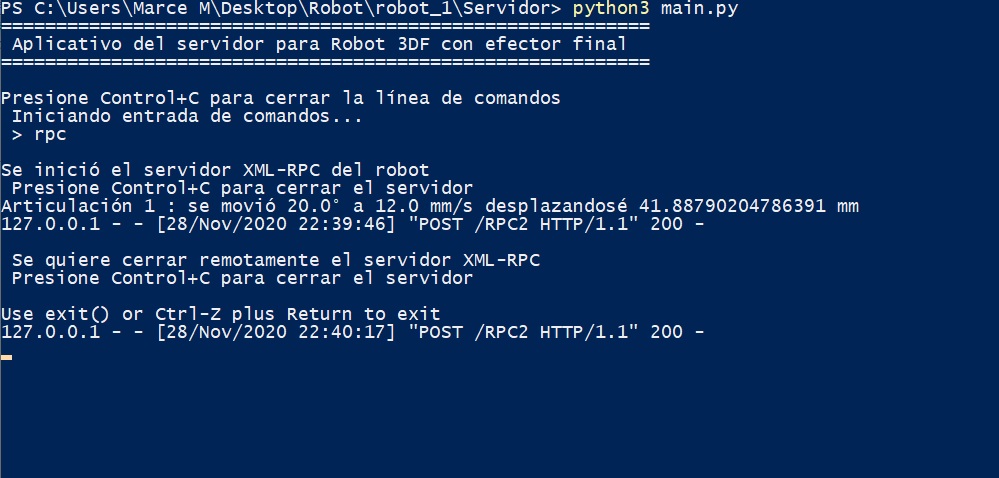 PS C:\Users\Marce M\Desktop\Robot\robot_1\Servidor> python3 main.py
===========================================================
Aplicativo del servidor para Robot 3DF con efector final
===========================================================
Presione Control+C para cerrar la línea de comandos
Iniciando entrada de comandos...
> rpc
Se inició el servidor XML-RPC del robot
Presione Control+C para cerrar el servidor
Articulación 1 : se movió 20.0° a 12.0 mm/s desplazandosé 41.88790204786391 mm
127.0.0.1 - - [28/Nov/2020 22:39:46] "POST /RPC2 HTTP/1.1" 200 -
Se quiere cerrar remotamente el servidor XML-RPC
Presione Control+C para cerrar el servidor
Use exit() or Ctrl-Z plus Return to exit
127.0.0.1 - - [28/Nov/2020 22:40:17] "POST /RPC2 HTTP/1.1" 200 -